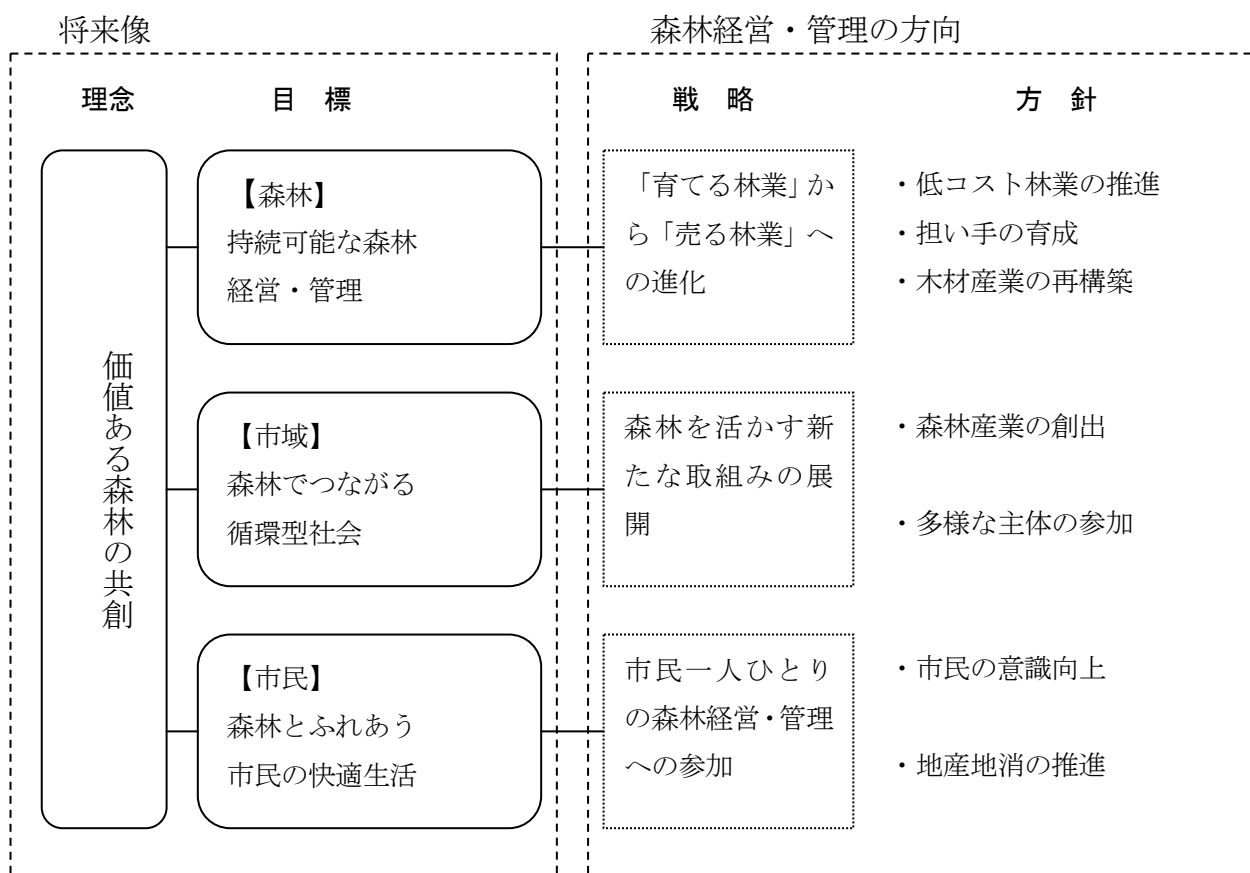 将来像
森林経営・管理の方向
理念
目　標
戦　略
方　針
価値ある森林の共創
【森林】
持続可能な森林
経営・管理
「育てる林業」か
ら「売る林業」へ
の進化
・低コスト林業の推進
・担い手の育成
・木材産業の再構築
【市域】
森林でつながる
循環型社会
森林を活かす新
たな取組みの展
開
・森林産業の創出
・多様な主体の参加
【市民】
森林とふれあう
市民の快適生活
市民一人ひとり
の森林経営・管理
への参加
・市民の意識向上
・地産地消の推進